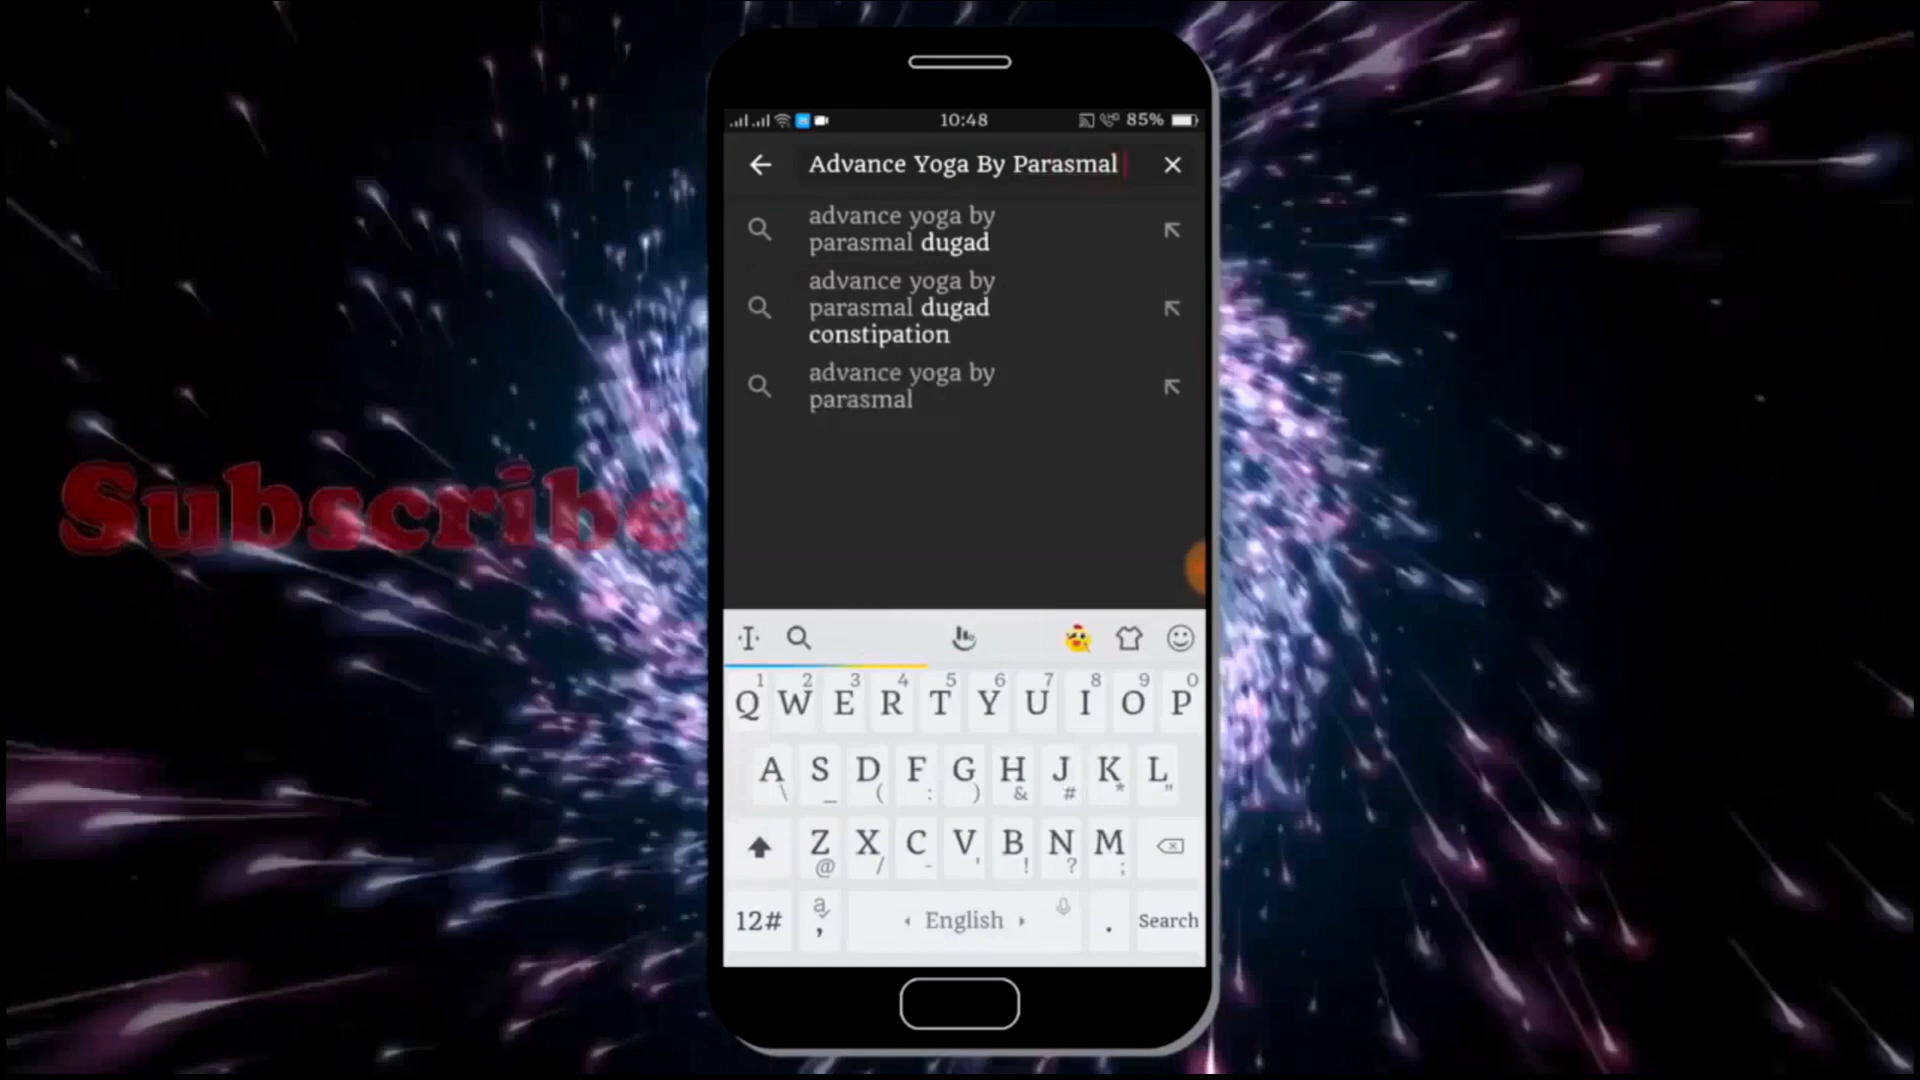 10:48
85%
Advance Yoga By Parasmal
advance yoga by
parasmal dugad
advance yoga by
parasmal dugad
constipation
advance yoga by
parasmal
Subscribe
1 2 3 4 5 6 7 8 9 0
Q W E R T Y U I O P
A S D F G H J K L
\ _ ( : ) & # * "
Z X C V B N M
@ / - ' ! ? ;
12# a , English . Search